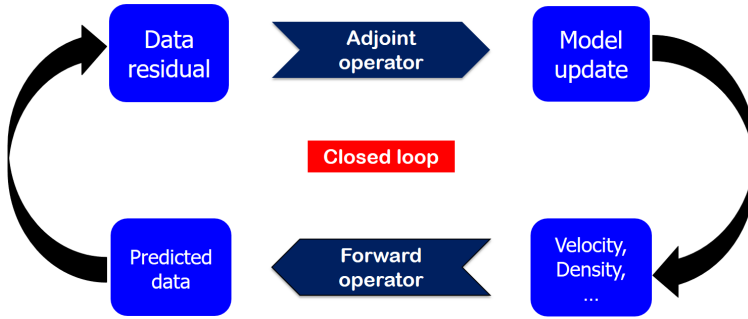 Data
residual
Adjoint
operator
Model
update
Closed loop
Predicted
data
Forward
operator
Velocity,
Density,
...